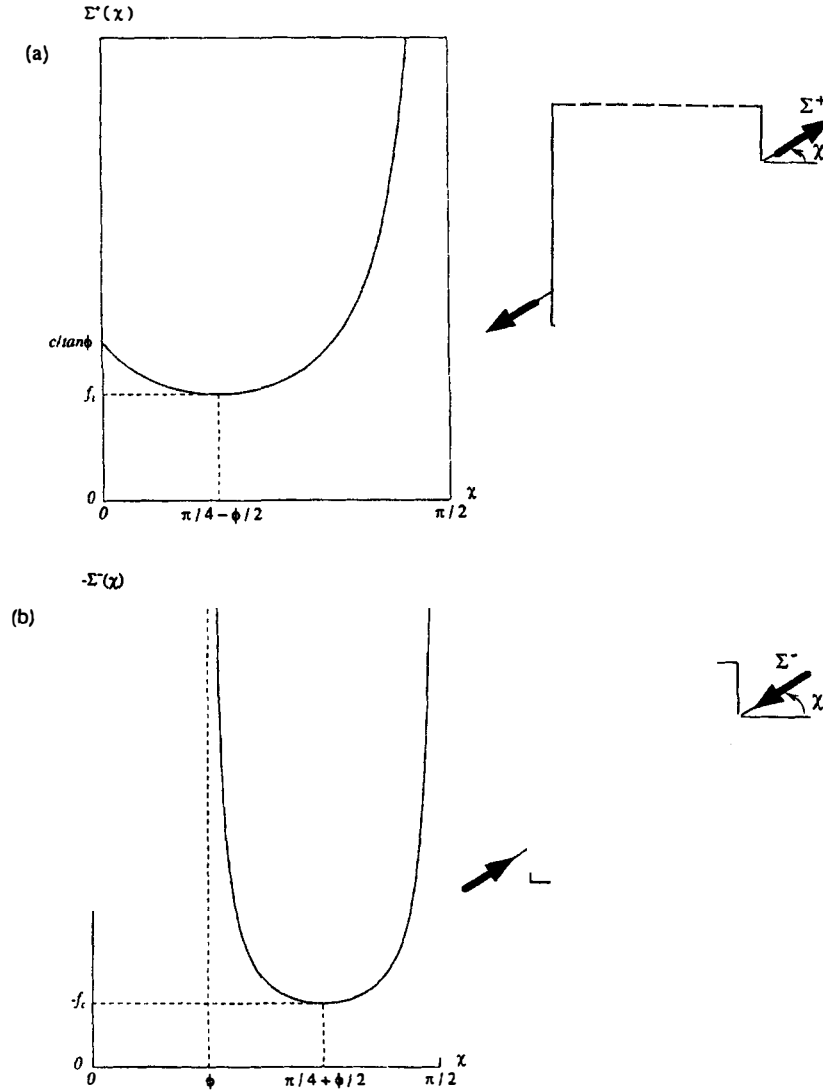 Σ⁺(χ)
(a)
Σ⁺
χ
c/tanφ
fₜ
0
χ
0
π/4 − φ/2
π/2
-Σ⁻(χ)
(b)
Σ⁻
χ
0
χ
0
φ
π/4 + φ/2
π/2